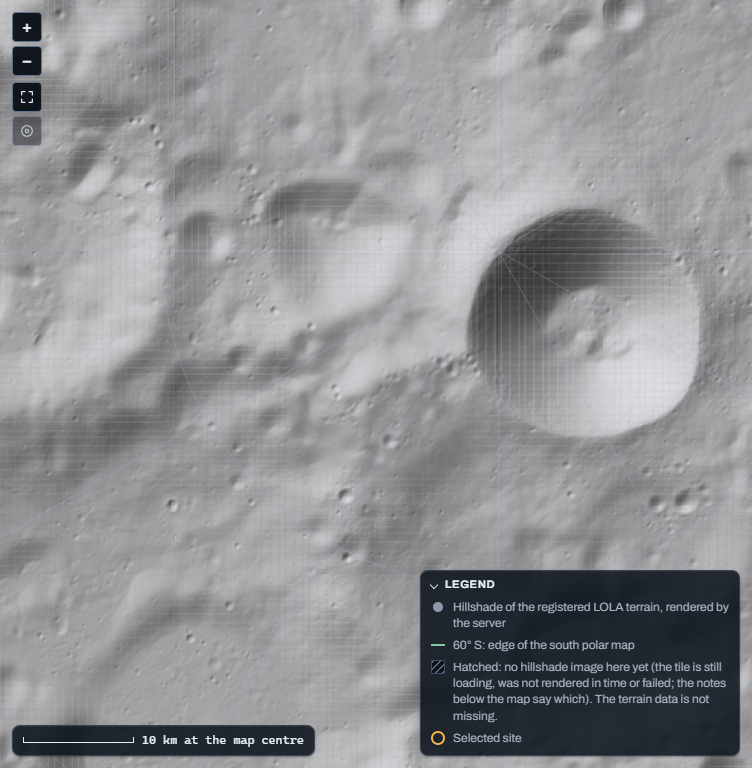 +
−
LEGEND
Hillshade of the registered LOLA terrain, rendered by
the server
60° S: edge of the south polar map
Hatched: no hillshade image here yet (the tile is still
loading, was not rendered in time or failed; the notes
below the map say which). The terrain data is not
missing.
Selected site
10 km at the map centre